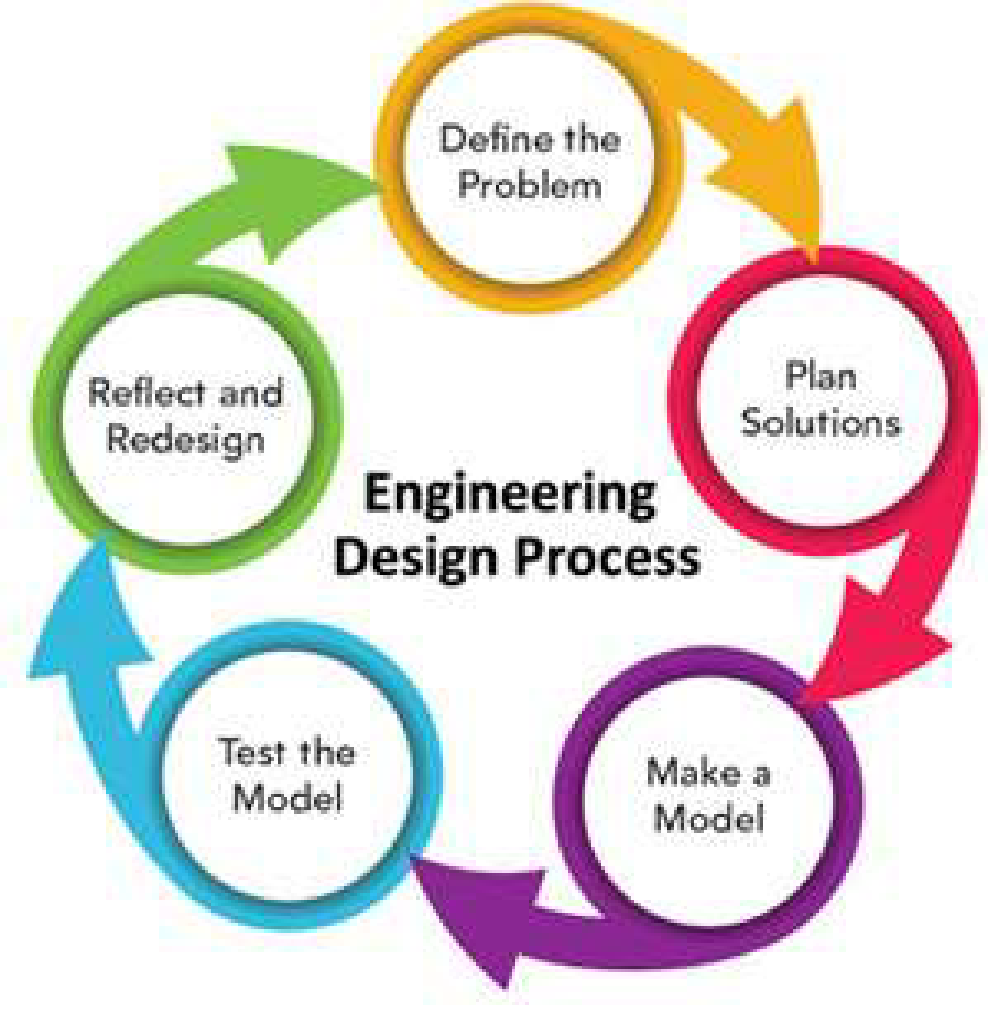 Define the
Problem
Plan
Solutions
Make a
Model
Test the
Model
Reflect and
Redesign
Engineering
Design Process